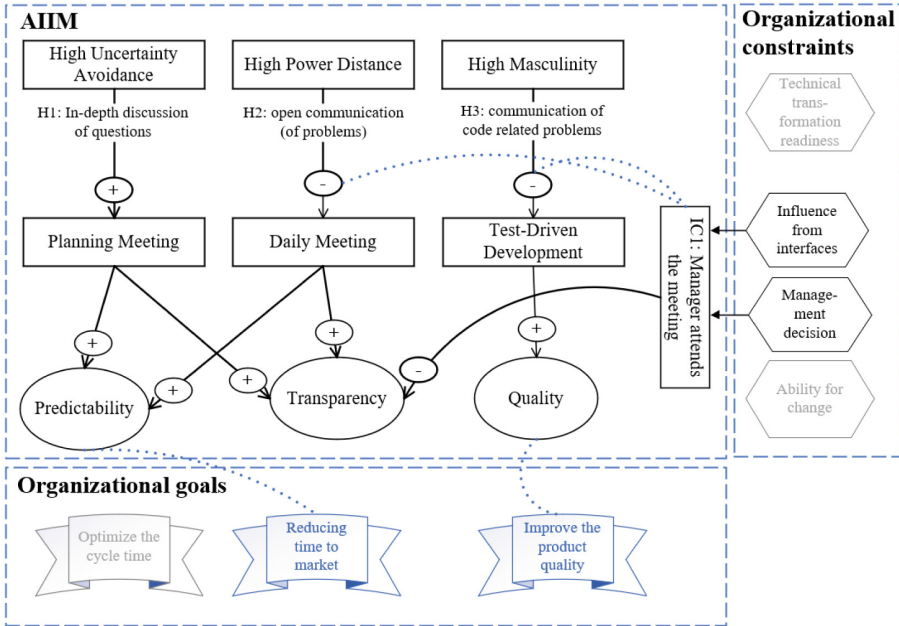 AIIM
Organizational
constraints
High Uncertainty
Avoidance
High Power Distance
High Masculinity
H1: In-depth discussion
of questions
H2: open communication
(of problems)
H3: communication of
code related problems
Technical
trans-
formation
readiness
+
-
-
Planning Meeting
Daily Meeting
Test-Driven
Development
IC1: Manager attends
the meeting
Influence
from
interfaces
Manage-
ment
decision
+
+
+
-
+
+
Predictability
Transparency
Quality
Ability for
change
Organizational goals
Optimize the
cycle time
Reducing
time to
market
Improve the
product
quality